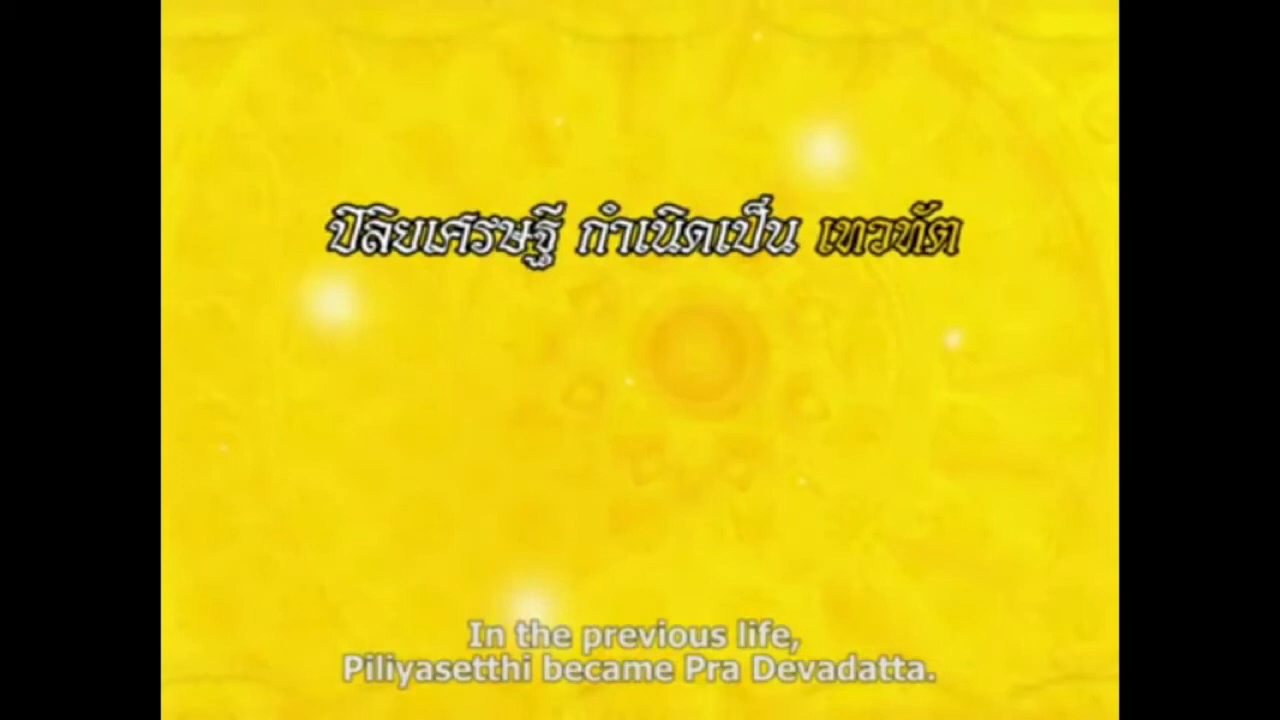 ปิลิยเศรษฐี กำเนิดเป็น เทวทัต
In the previous life,
Piliyasetthi became Pra Devadatta.